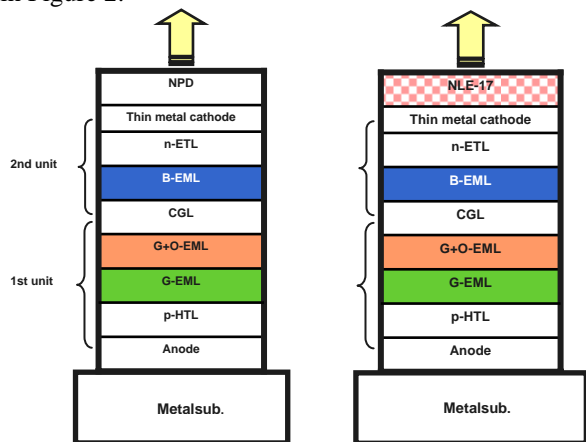 in Figure 2.
NPD
Thin metal cathode
n-ETL
B-EML
CGL
G+O-EML
G-EML
p-HTL
Anode
Metalsub.
2nd unit
1st unit
NLE-17
Thin metal cathode
n-ETL
B-EML
CGL
G+O-EML
G-EML
p-HTL
Anode
Metalsub.